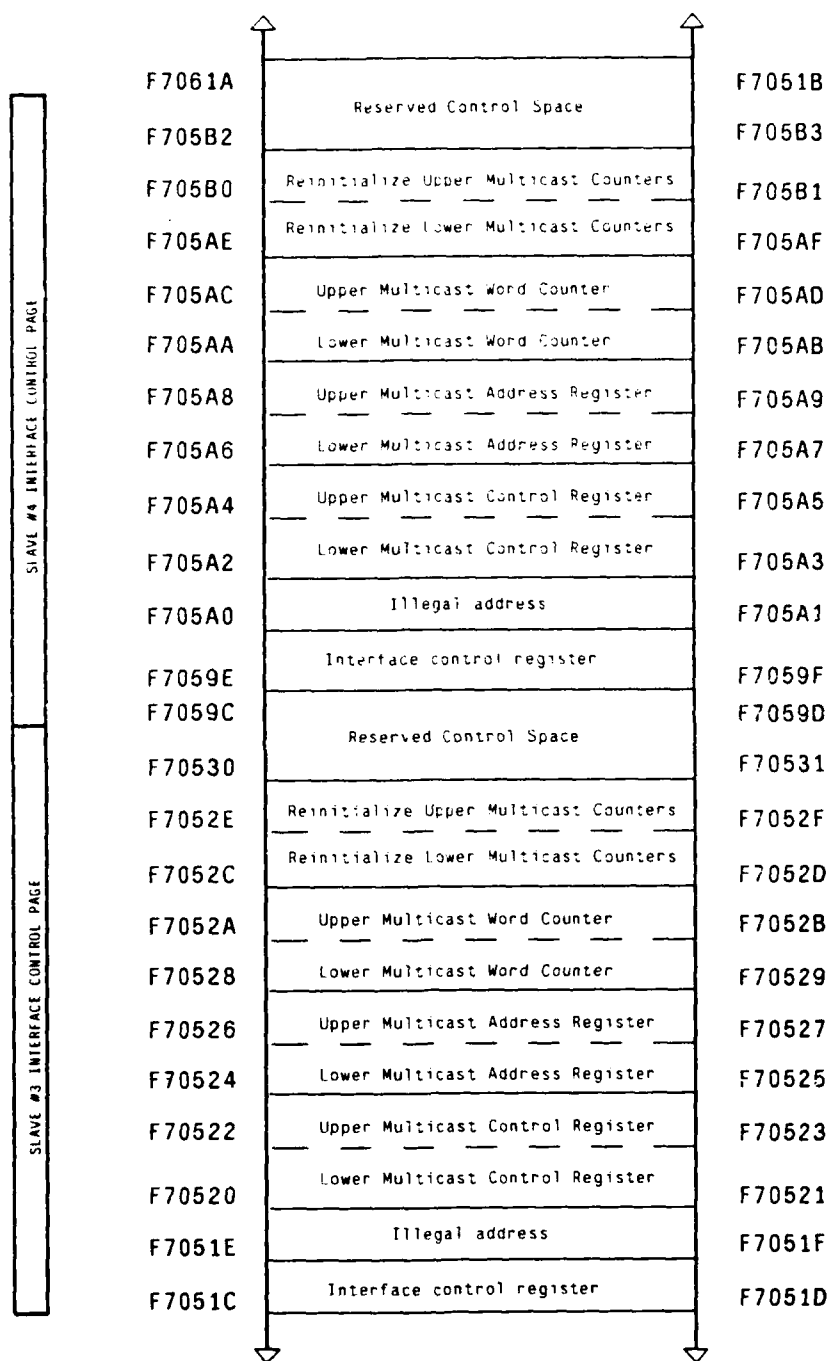 F7061A F7051B
Reserved Control Space
F705B2 F705B3
F705B0 Reinitialize Upper Multicast Counters F705B1
F705AE Reinitialize Lower Multicast Counters F705AF
F705AC Upper Multicast Word Counter F705AD
F705AA Lower Multicast Word Counter F705AB
F705A8 Upper Multicast Address Register F705A9
F705A6 Lower Multicast Address Register F705A7
F705A4 Upper Multicast Control Register F705A5
F705A2 Lower Multicast Control Register F705A3
F705A0 Illegal address F705A1
F7059E Interface control register F7059F
F7059C F7059D
Reserved Control Space
F70530 F70531
F7052E Reinitialize Upper Multicast Counters F7052F
F7052C Reinitialize Lower Multicast Counters F7052D
F7052A Upper Multicast Word Counter F7052B
F70528 Lower Multicast Word Counter F70529
F70526 Upper Multicast Address Register F70527
F70524 Lower Multicast Address Register F70525
F70522 Upper Multicast Control Register F70523
F70520 Lower Multicast Control Register F70521
F7051E Illegal address F7051F
F7051C Interface control register F7051D
SLAVE #4 INTERFACE CONTROL PAGE
SLAVE #3 INTERFACE CONTROL PAGE